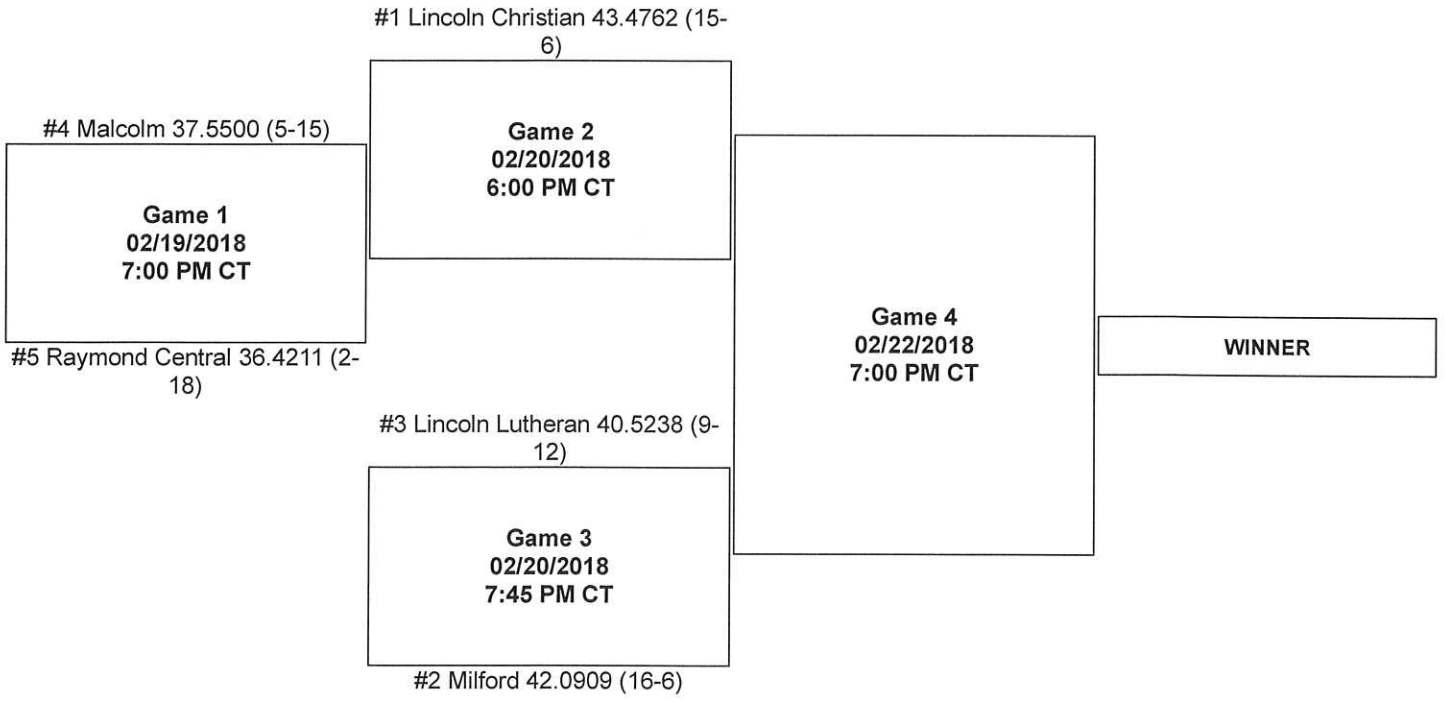 #1 Lincoln Christian 43.4762 (15-
6)
#4 Malcolm 37.5500 (5-15)
Game 2
02/20/2018
6:00 PM CT
Game 1
02/19/2018
7:00 PM CT
#5 Raymond Central 36.4211 (2-
18)
Game 4
02/22/2018
7:00 PM CT
WINNER
#3 Lincoln Lutheran 40.5238 (9-
12)
Game 3
02/20/2018
7:45 PM CT
#2 Milford 42.0909 (16-6)